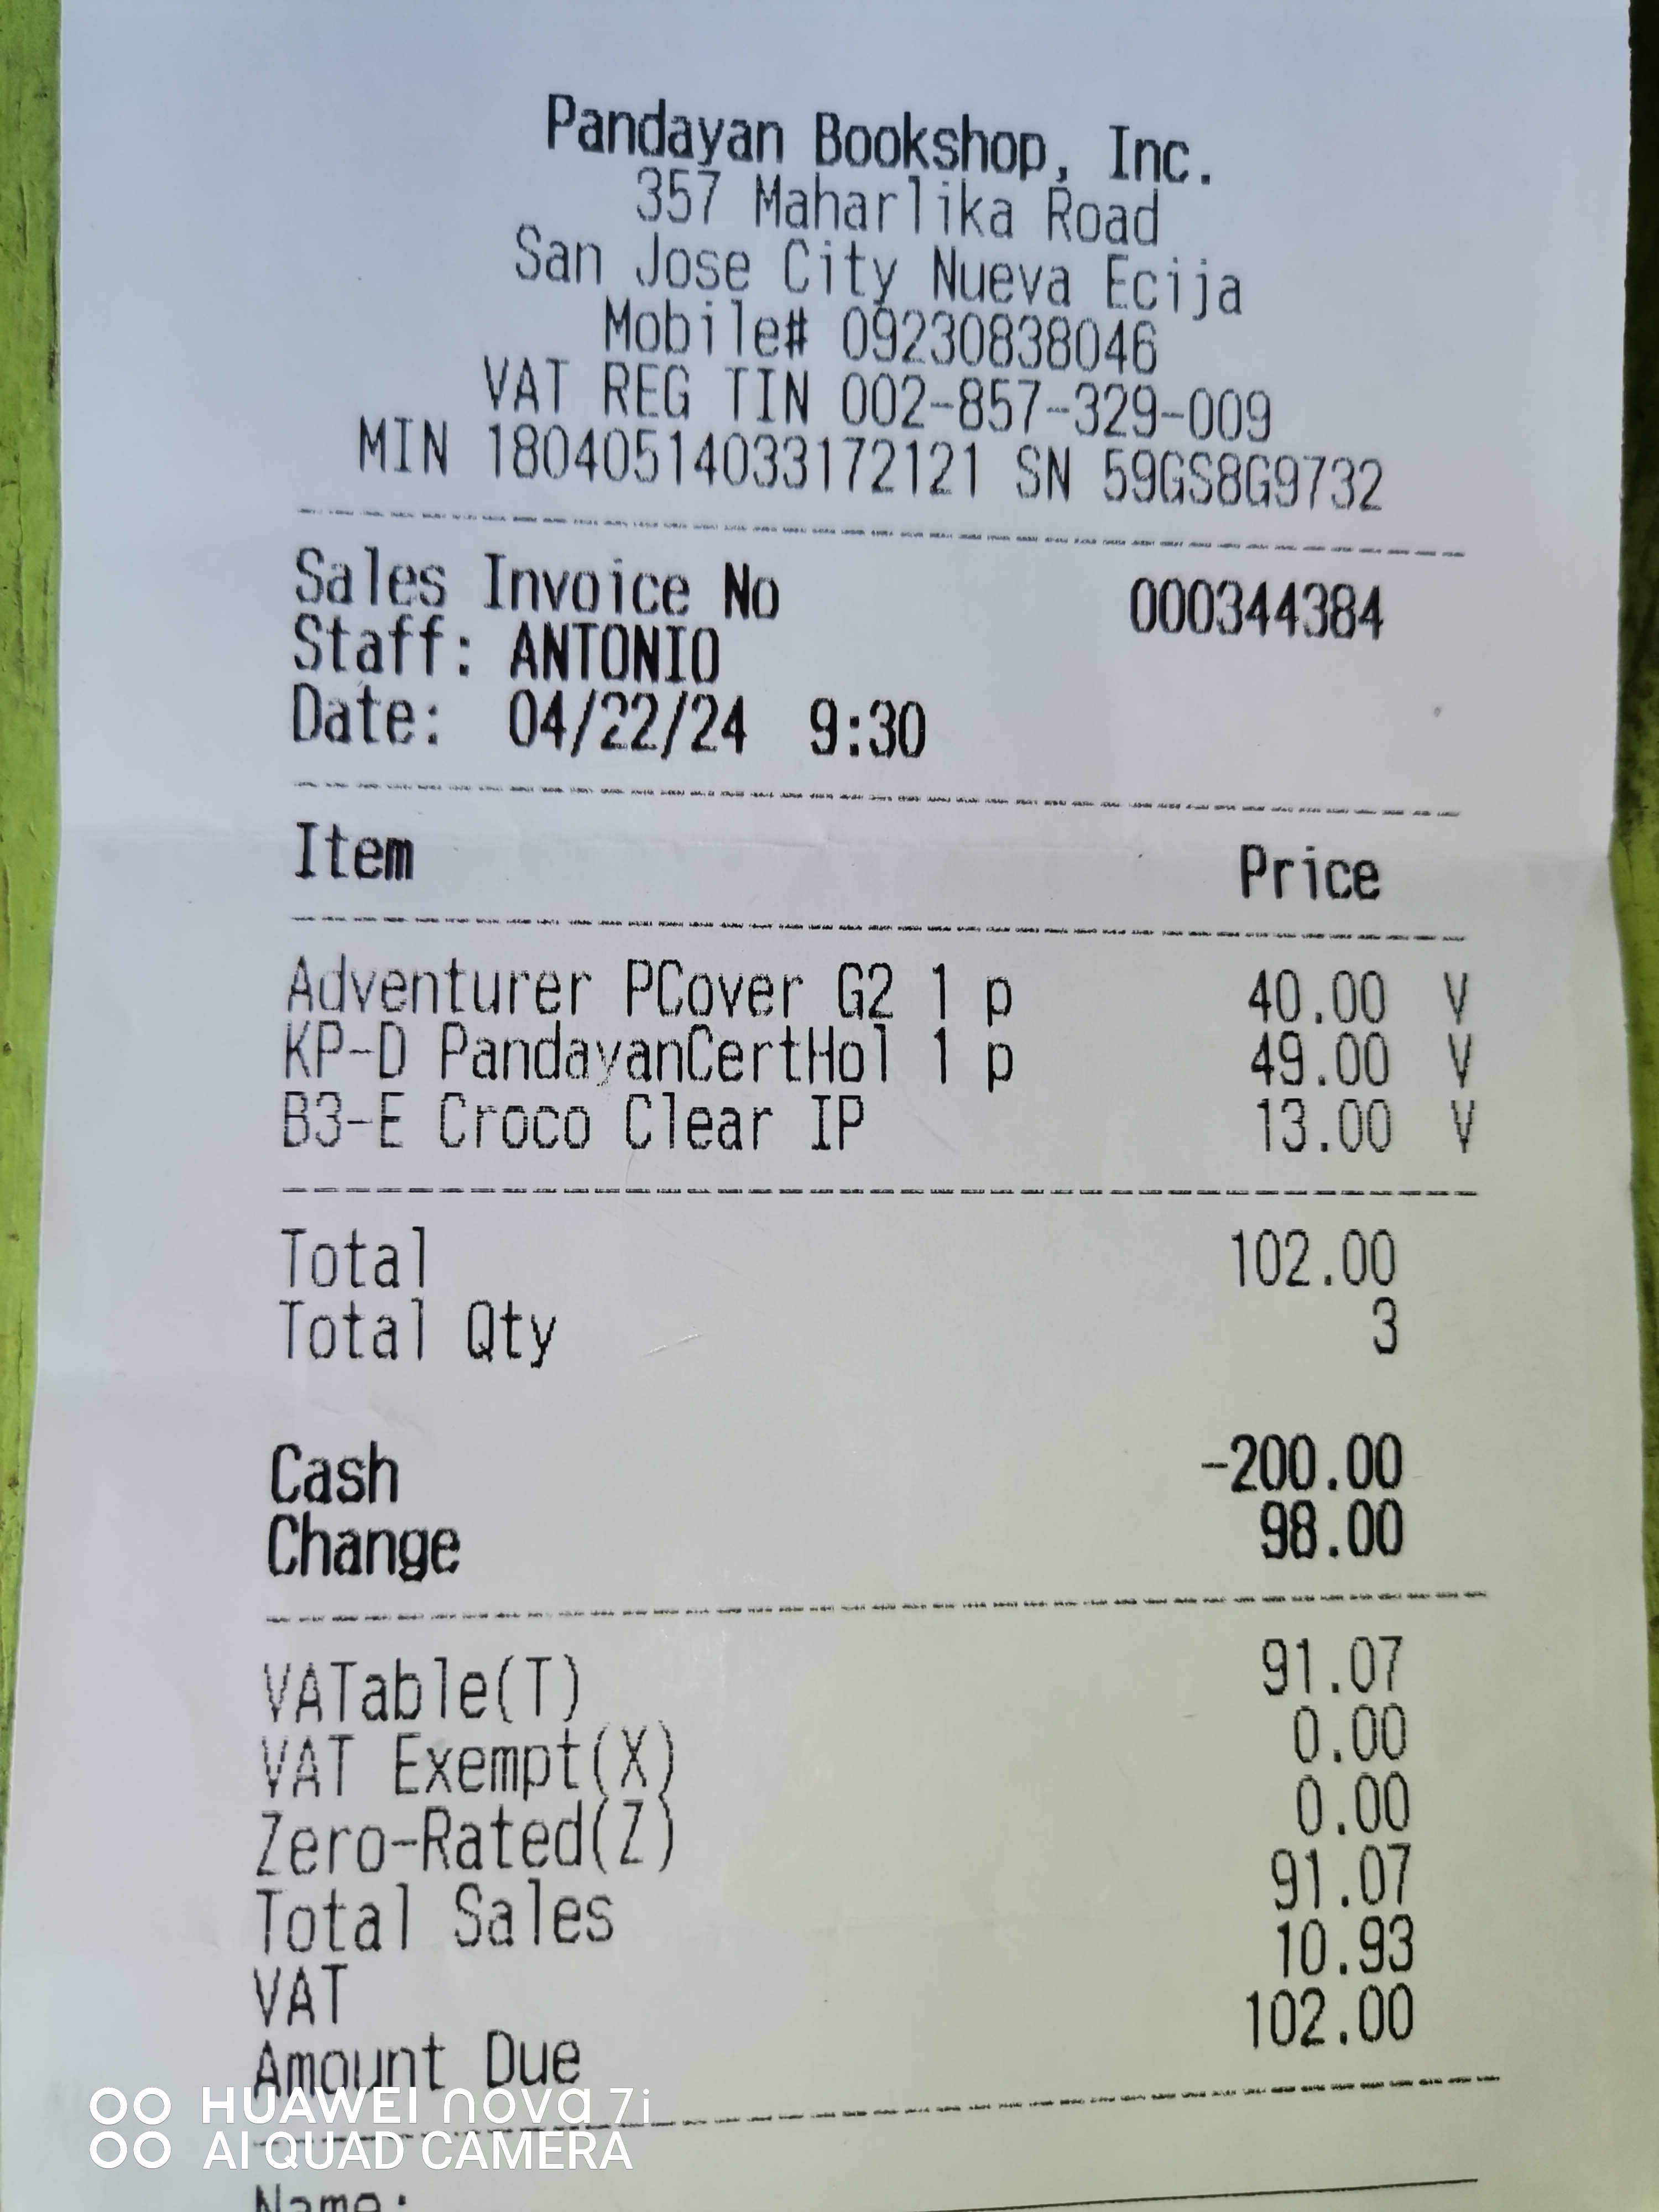 Pandayan Bookshop, Inc.
357 Maharlika Road
San Jose City Nueva Ecija
Mobile# 09230838046
VAT REG TIN 002-857-329-009
MIN 18040514033172121 SN 59GS8G9732
Sales Invoice No 000344384
Staff: ANTONIO
Date: 04/22/24 9:30
Item Price
Adventurer PCover G2 1 p 40.00 V
KP-D PandayanCertHol 1 p 49.00 V
B3-E Croco Clear IP 13.00 V
Total 102.00
Total Qty 3
Cash -200.00
Change 98.00
VATable(T) 91.07
VAT Exempt(X) 0.00
Zero-Rated(Z) 0.00
Total Sales 91.07
VAT 10.93
Amount Due 102.00
HUAWEI nova 7i
AI QUAD CAMERA
Name: